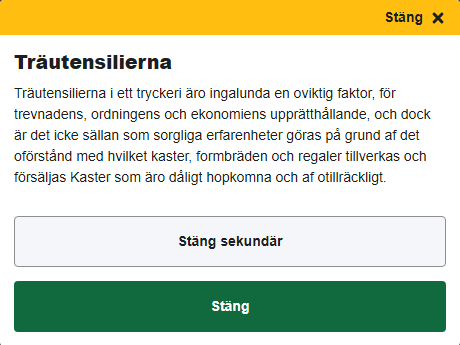 Stäng
Träutensilierna
Träutensilierna i ett tryckeri äro ingalunda en oviktig faktor, för
trevnadens, ordningens och ekonomiens upprätthållande, och dock
är det icke sällan som sorgliga erfarenheter göras på grund af det
oförstånd med hvilket kaster, formbräden och regaler tillverkas och
försäljas Kaster som äro dåligt hopkomna och af otillräckligt.
Stäng sekundär
Stäng